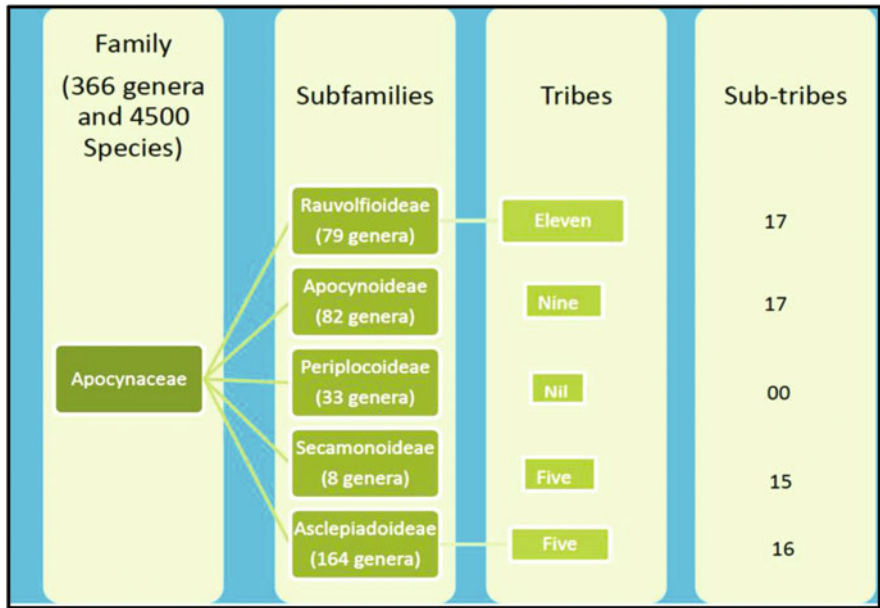 Family
(366 genera
and 4500
Species)
Subfamilies
Tribes
Sub-tribes
Apocynaceae
Rauvolfioideae
(79 genera)
Eleven
17
Apocynoideae
(82 genera)
Nine
17
Periplocoideae
(33 genera)
Nil
00
Secamonoideae
(8 genera)
Five
15
Asclepiadoideae
(164 genera)
Five
16